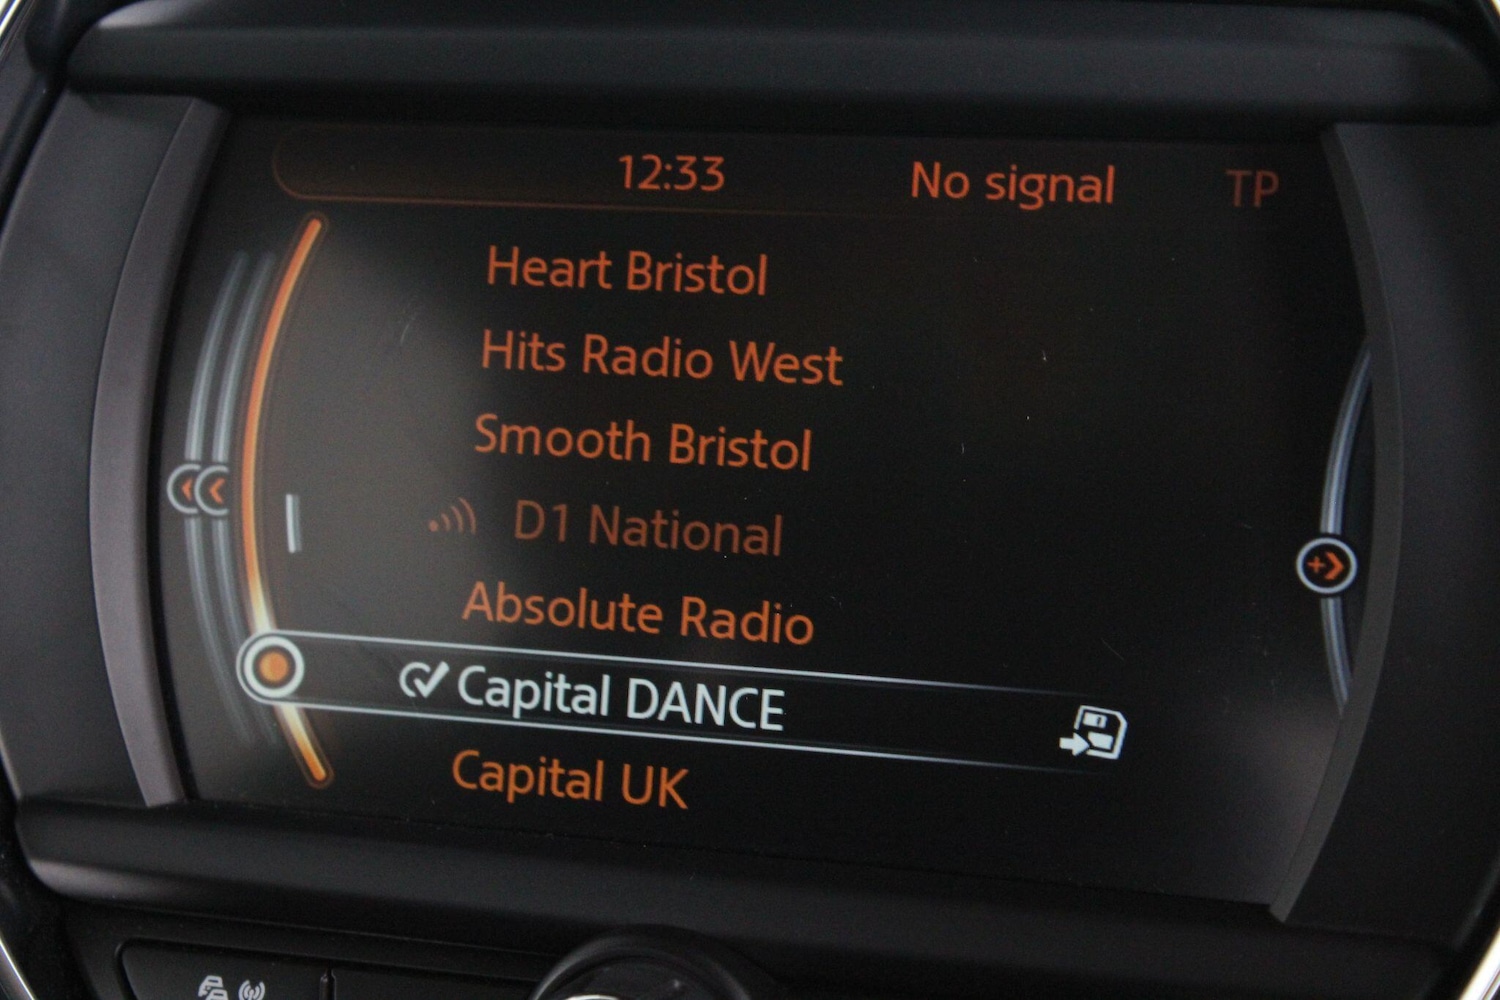 12:33 No signal TP
Heart Bristol
Hits Radio West
Smooth Bristol
D1 National
Absolute Radio
Capital DANCE
Capital UK